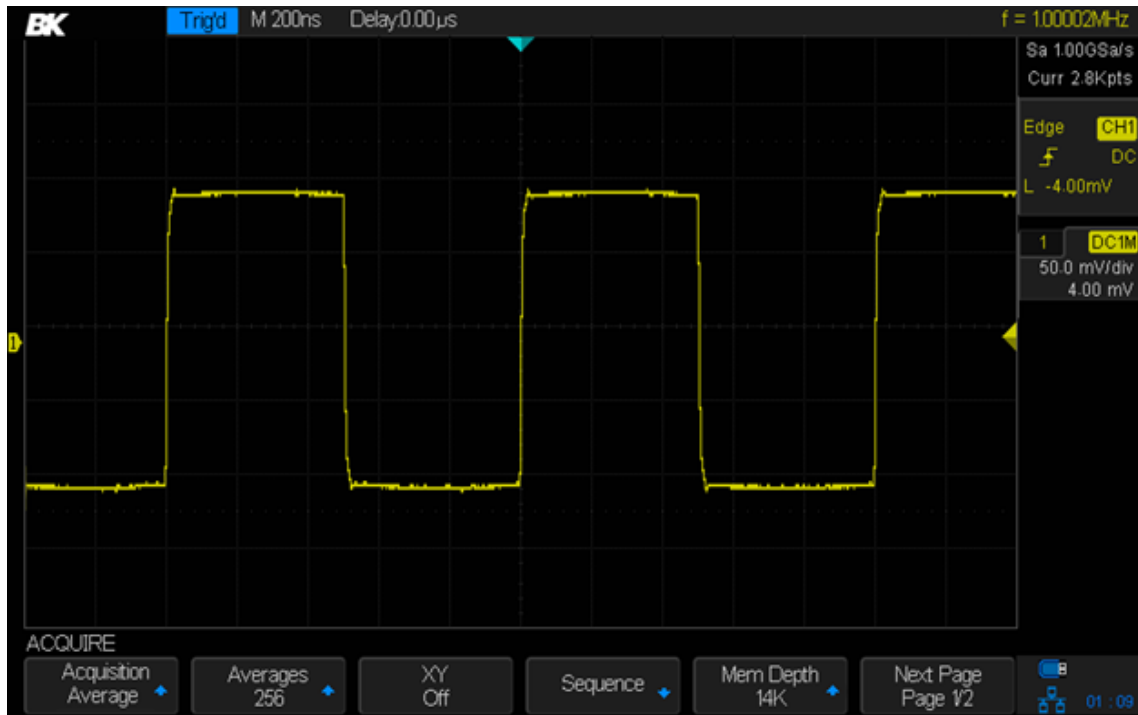 BK Trig'd M 200ns Delay:0.00µs f = 1.00002MHz
Sa 1.00GSa/s
Curr 2.8Kpts
Edge CH1
DC
L -4.00mV
1 DC1M
50.0 mV/div
4.00 mV
1
ACQUIRE
Acquisition
Average
Averages
256
XY
Off
Sequence
Mem Depth
14K
Next Page
Page 1/2
01 : 09